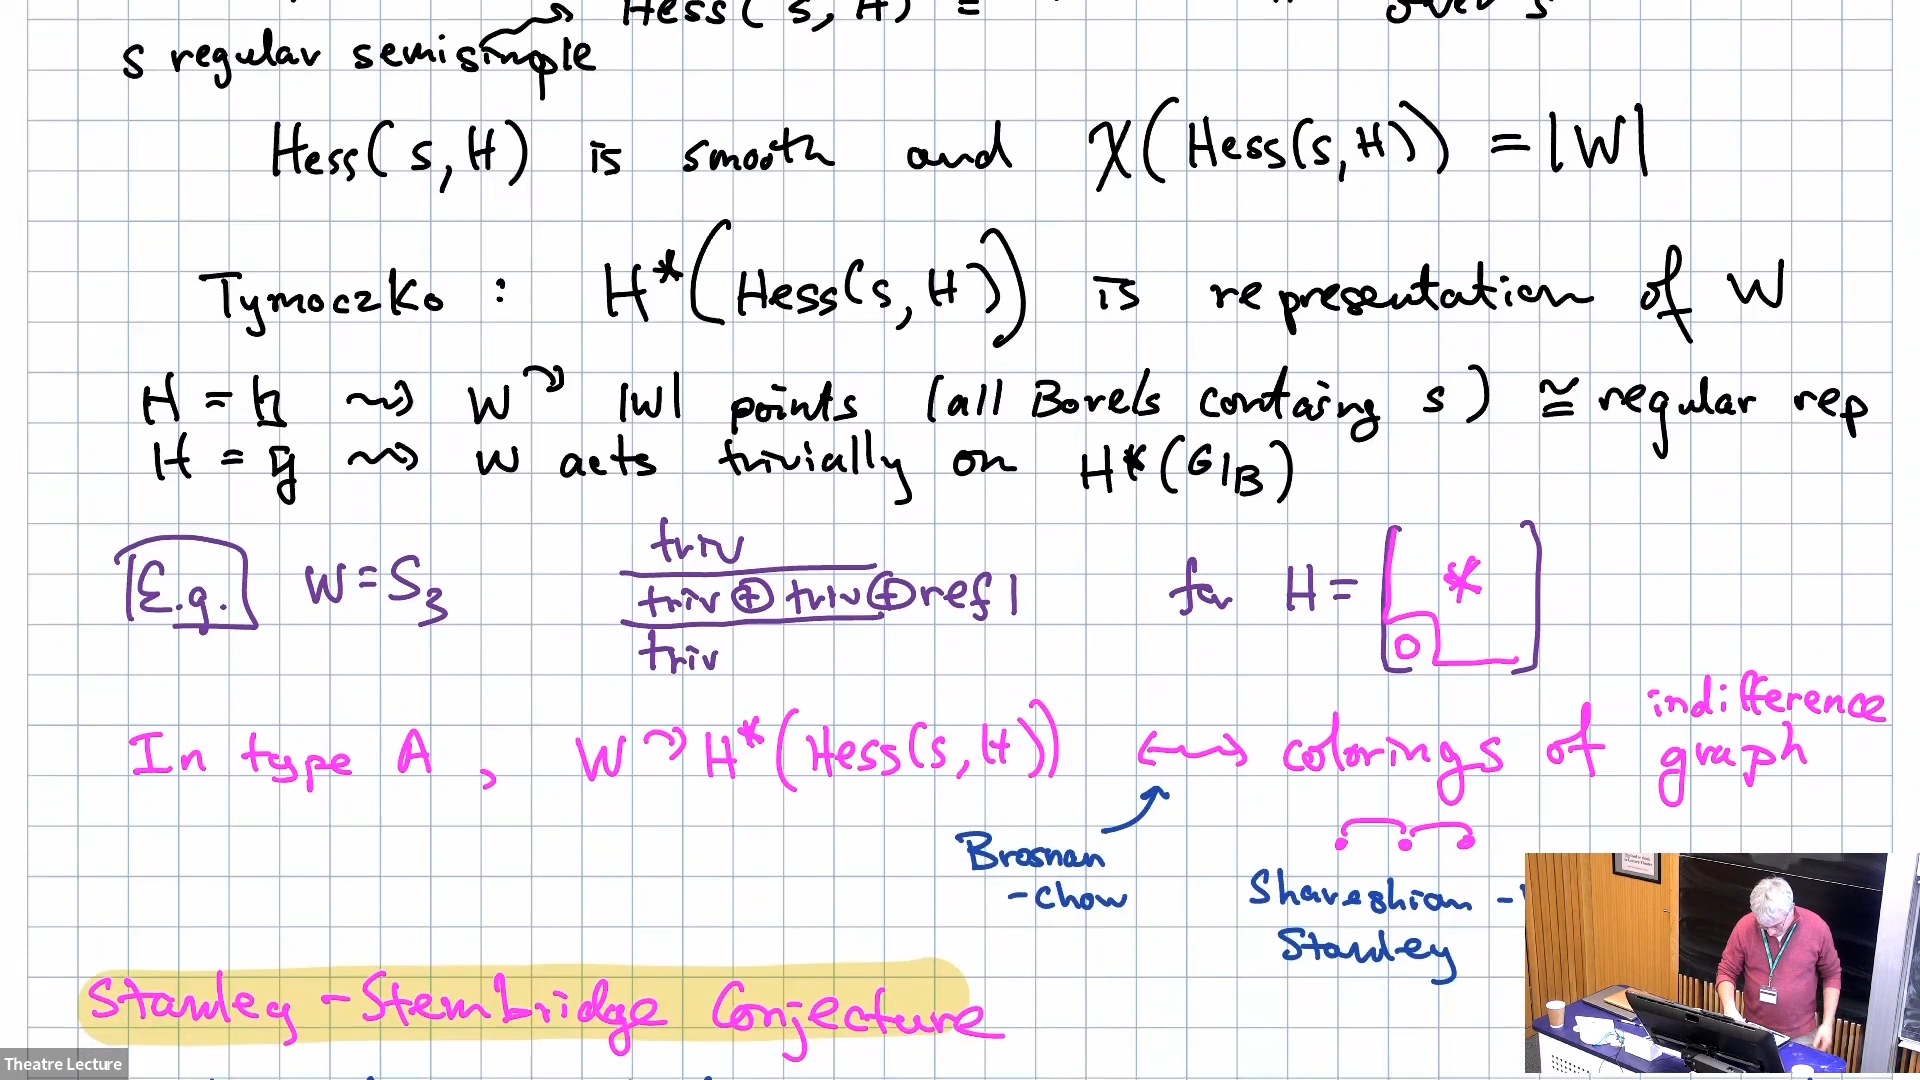 Hess(s, H) =
s regular semisimple
Hess(s, H) is smooth and χ(Hess(s, H)) = |W|
Tymoczko : H*(Hess(s, H)) is representation of W
H = 𝔟 ⇝ W ↷ |W| points (all Borels containg s) ≅ regular rep
H = 𝔤 ⇝ W acts trivially on H*(G/B)
E.g. W = S₃
triv
triv ⊕ triv ⊕ refl
triv
for H = [ * 0 ]
In type A, W ↷ H*(Hess(s, H)) ↔ colorings of indifference graph
Brosnan
-Chow
Shareshian -
Stanley
Stanley - Stembridge Conjecture
Theatre Lecture